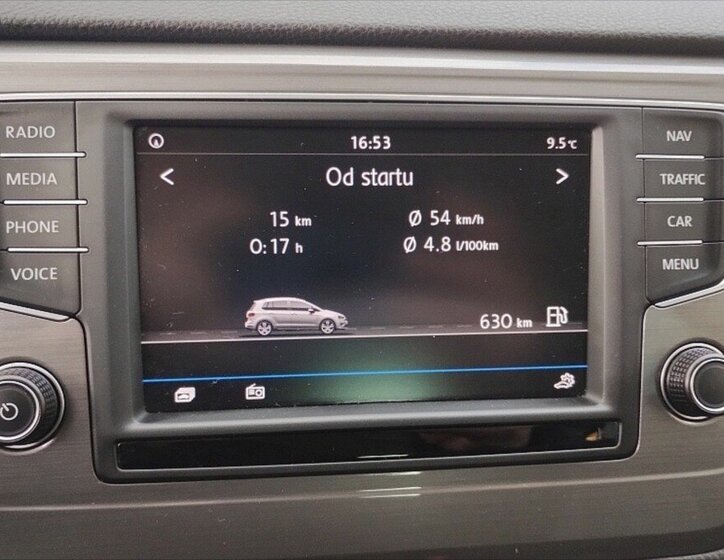 RADIO
MEDIA
PHONE
VOICE
16:53
9.5°C
< Od startu >
15 km Ø 54 km/h
0:17 h Ø 4.8 l/100km
630 km
NAV
TRAFFIC
CAR
MENU